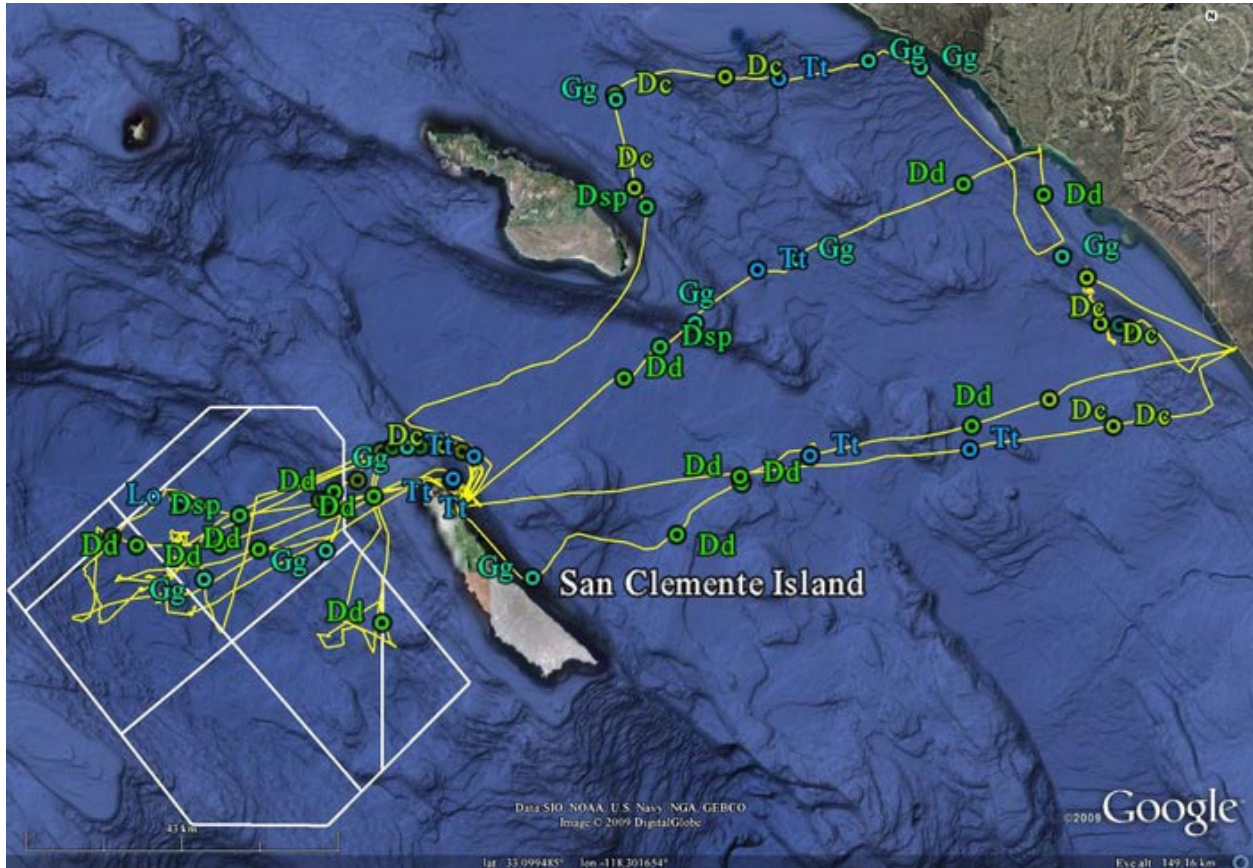 N
Gg
Dc
Dc
Tt
Gg
Gg
Dc
Dsp
Dd
Dd
Tt
Gg
Gg
Gg
Dsp
Dd
Dc
Dc
Dd
Dc
Dc
Tt
Tt
Dd
Dd
Dd
Dc
Tt
Gg
Dd
Lo
Dsp
Dd
Tt
Tt
Dd
Dd
Dd
Gg
Gg
Gg
San Clemente Island
Dd
Data SIO, NOAA, U.S. Navy, NGA, GEBCO
Image © 2009 DigitalGlobe
©2009 Google
43 km
lat 33.099485° lon -118.301654° Eye alt 149.16 km